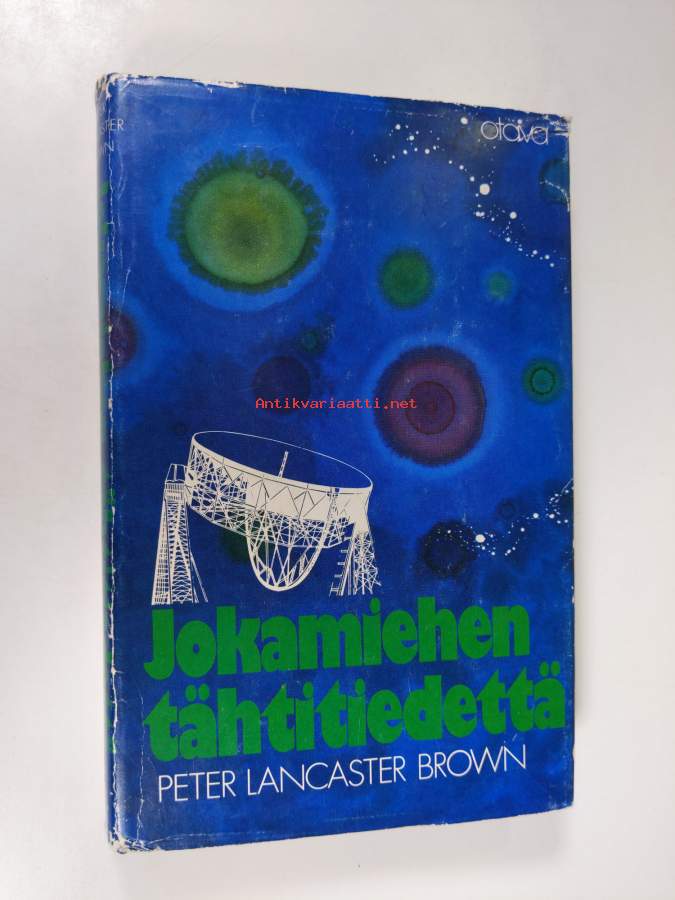 otava
Antikvariaatti.net
Jokamiehen
tähtitiedettä
PETER LANCASTER BROWN